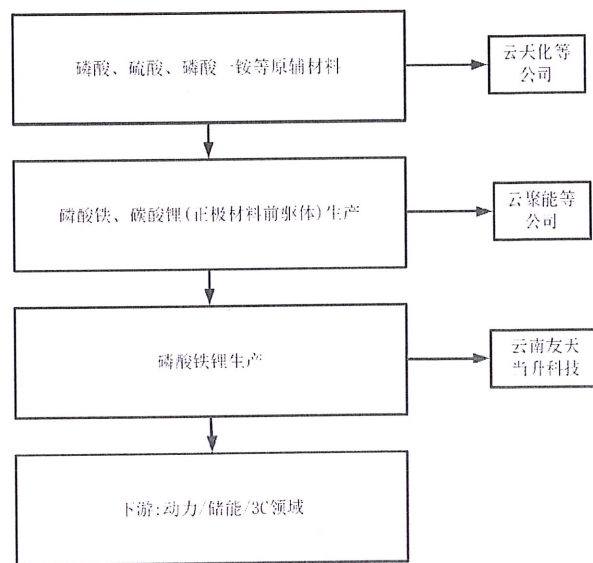 磷酸、硫酸、磷酸一铵等原辅材料
云天化等
公司
磷酸铁、碳酸锂(正极材料前驱体)生产
云聚能等
公司
磷酸铁锂生产
云南友天
当升科技
下游:动力/储能/3C领域